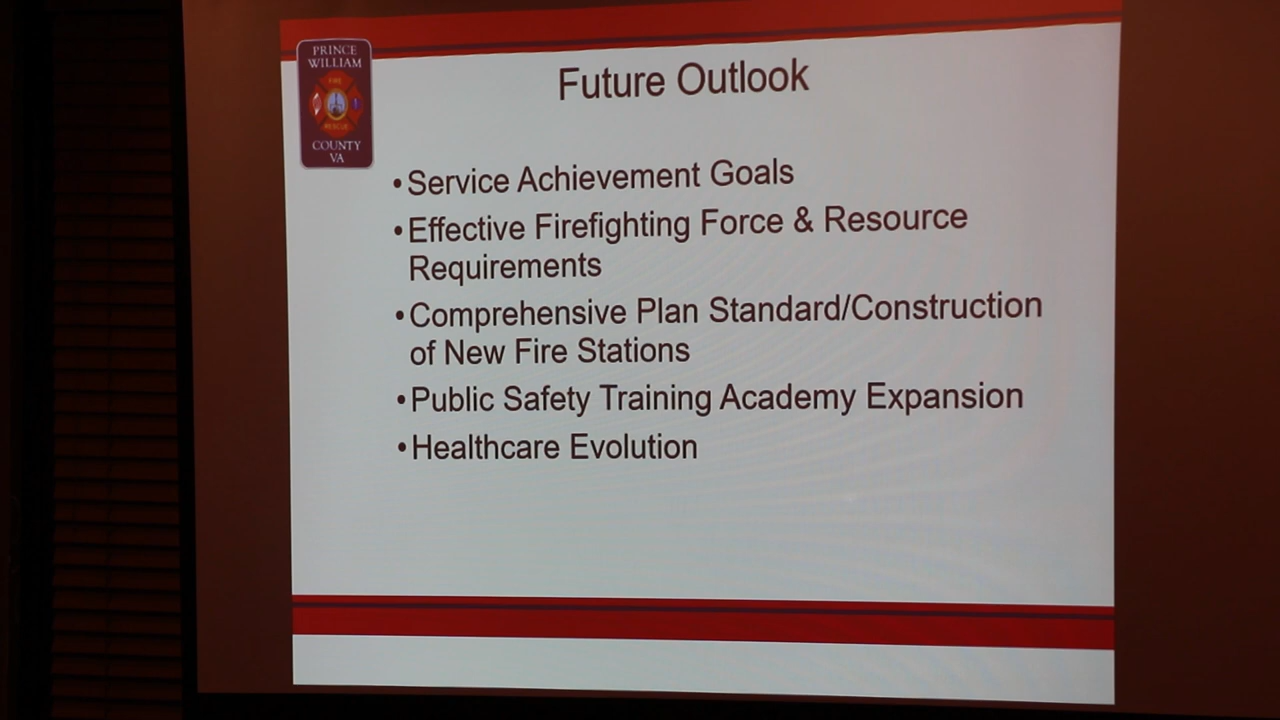 PRINCE
WILLIAM
FIRE
RESCUE
COUNTY
VA
Future Outlook
• Service Achievement Goals
• Effective Firefighting Force & Resource
Requirements
• Comprehensive Plan Standard/Construction
of New Fire Stations
• Public Safety Training Academy Expansion
• Healthcare Evolution